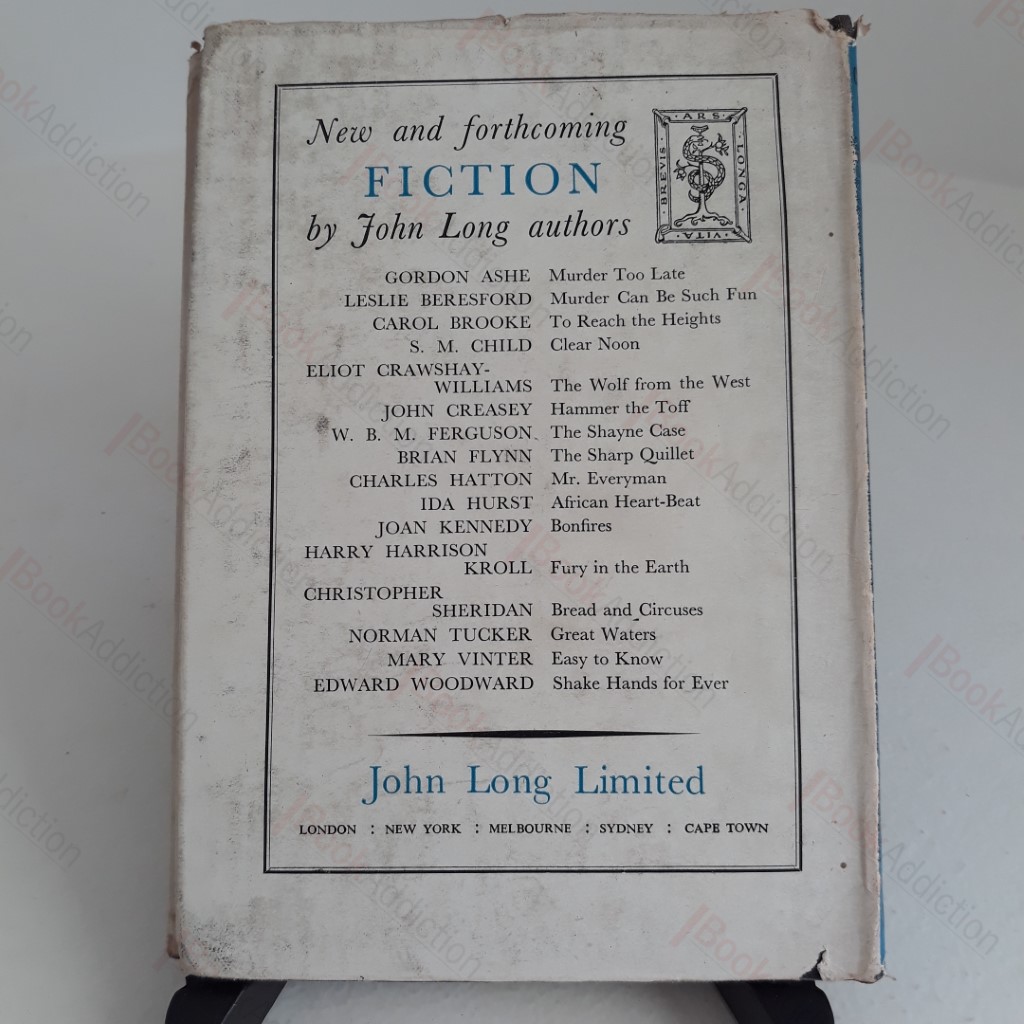 New and forthcoming
FICTION
by John Long authors
ARS
LONGA
VITA
BREVIS
GORDON ASHE Murder Too Late
LESLIE BERESFORD Murder Can Be Such Fun
CAROL BROOKE To Reach the Heights
S. M. CHILD Clear Noon
ELIOT CRAWSHAY-
WILLIAMS The Wolf from the West
JOHN CREASEY Hammer the Toff
W. B. M. FERGUSON The Shayne Case
BRIAN FLYNN The Sharp Quillet
CHARLES HATTON Mr. Everyman
IDA HURST African Heart-Beat
JOAN KENNEDY Bonfires
HARRY HARRISON
KROLL Fury in the Earth
CHRISTOPHER
SHERIDAN Bread and Circuses
NORMAN TUCKER Great Waters
MARY VINTER Easy to Know
EDWARD WOODWARD Shake Hands for Ever
John Long Limited
LONDON : NEW YORK : MELBOURNE : SYDNEY : CAPE TOWN
BookAddiction